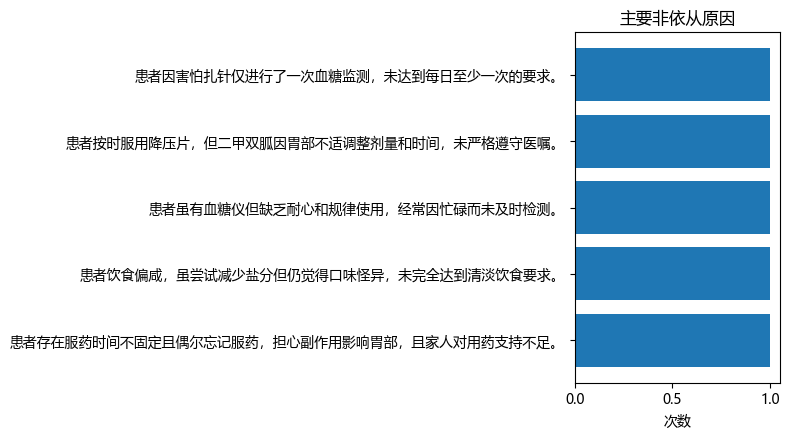 主要非依从原因
患者因害怕扎针仅进行了一次血糖监测，未达到每日至少一次的要求。
患者按时服用降压片，但二甲双胍因胃部不适调整剂量和时间，未严格遵守医嘱。
患者虽有血糖仪但缺乏耐心和规律使用，经常因忙碌而未及时检测。
患者饮食偏咸，虽尝试减少盐分但仍觉得口味怪异，未完全达到清淡饮食要求。
患者存在服药时间不固定且偶尔忘记服药，担心副作用影响胃部，且家人对用药支持不足。
0.0 0.5 1.0
次数